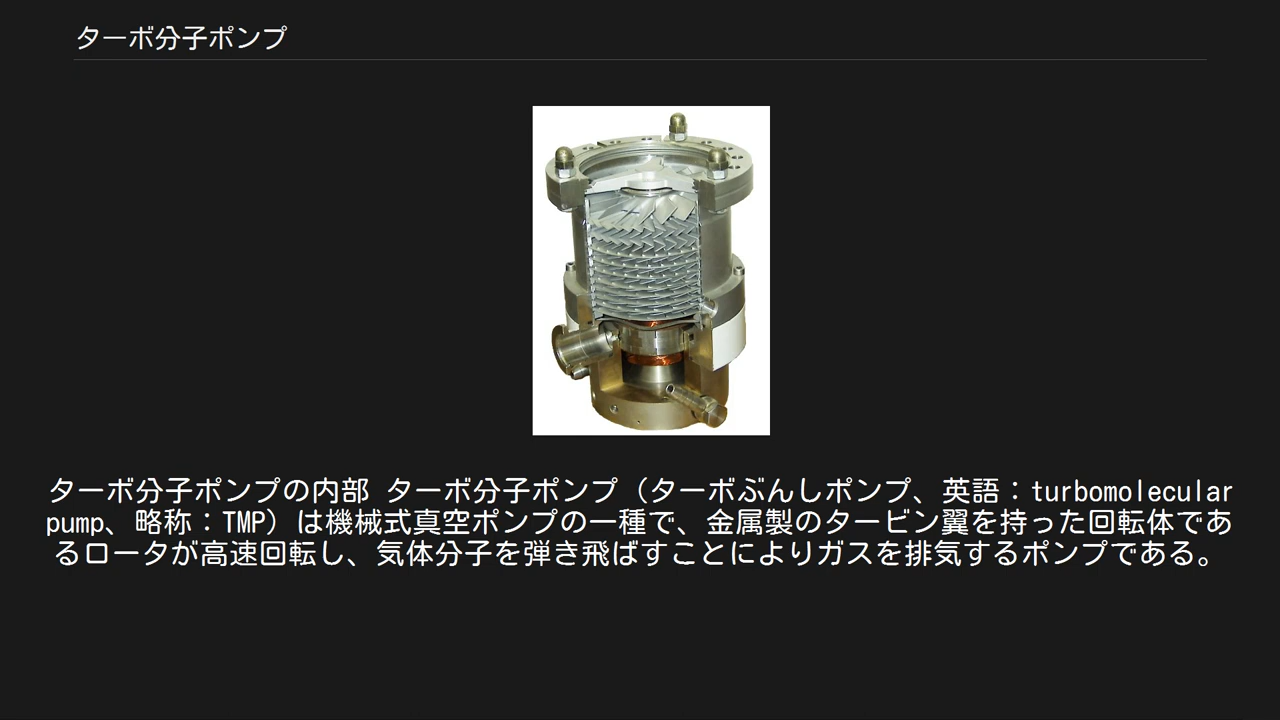 ターボ分子ポンプ
ターボ分子ポンプの内部 ターボ分子ポンプ（ターボぶんしポンプ、英語：turbomolecular
pump、略称：TMP）は機械式真空ポンプの一種で、金属製のタービン翼を持った回転体であ
るロータが高速回転し、気体分子を弾き飛ばすことによりガスを排気するポンプである。